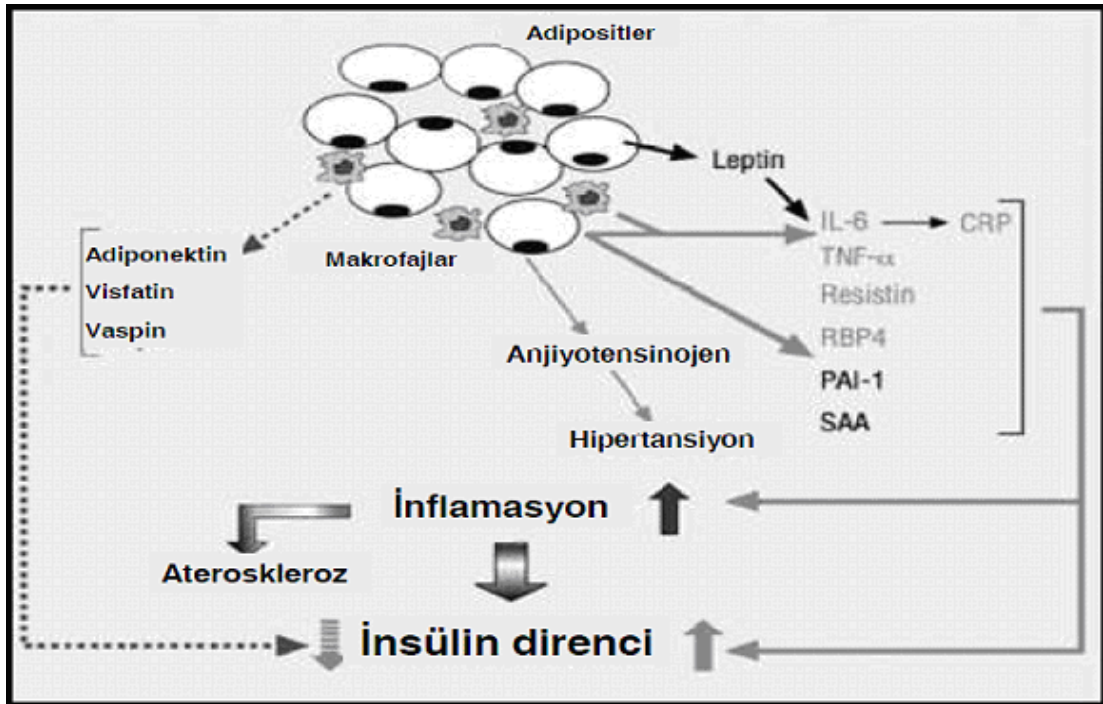 Adipositler
Leptin
IL-6
CRP
TNF-α
Resistin
RBP4
PAI-1
SAA
Adiponektin
Visfatin
Vaspin
Makrofajlar
Anjiyotensinojen
Hipertansiyon
İnflamasyon
Ateroskleroz
İnsülin direnci